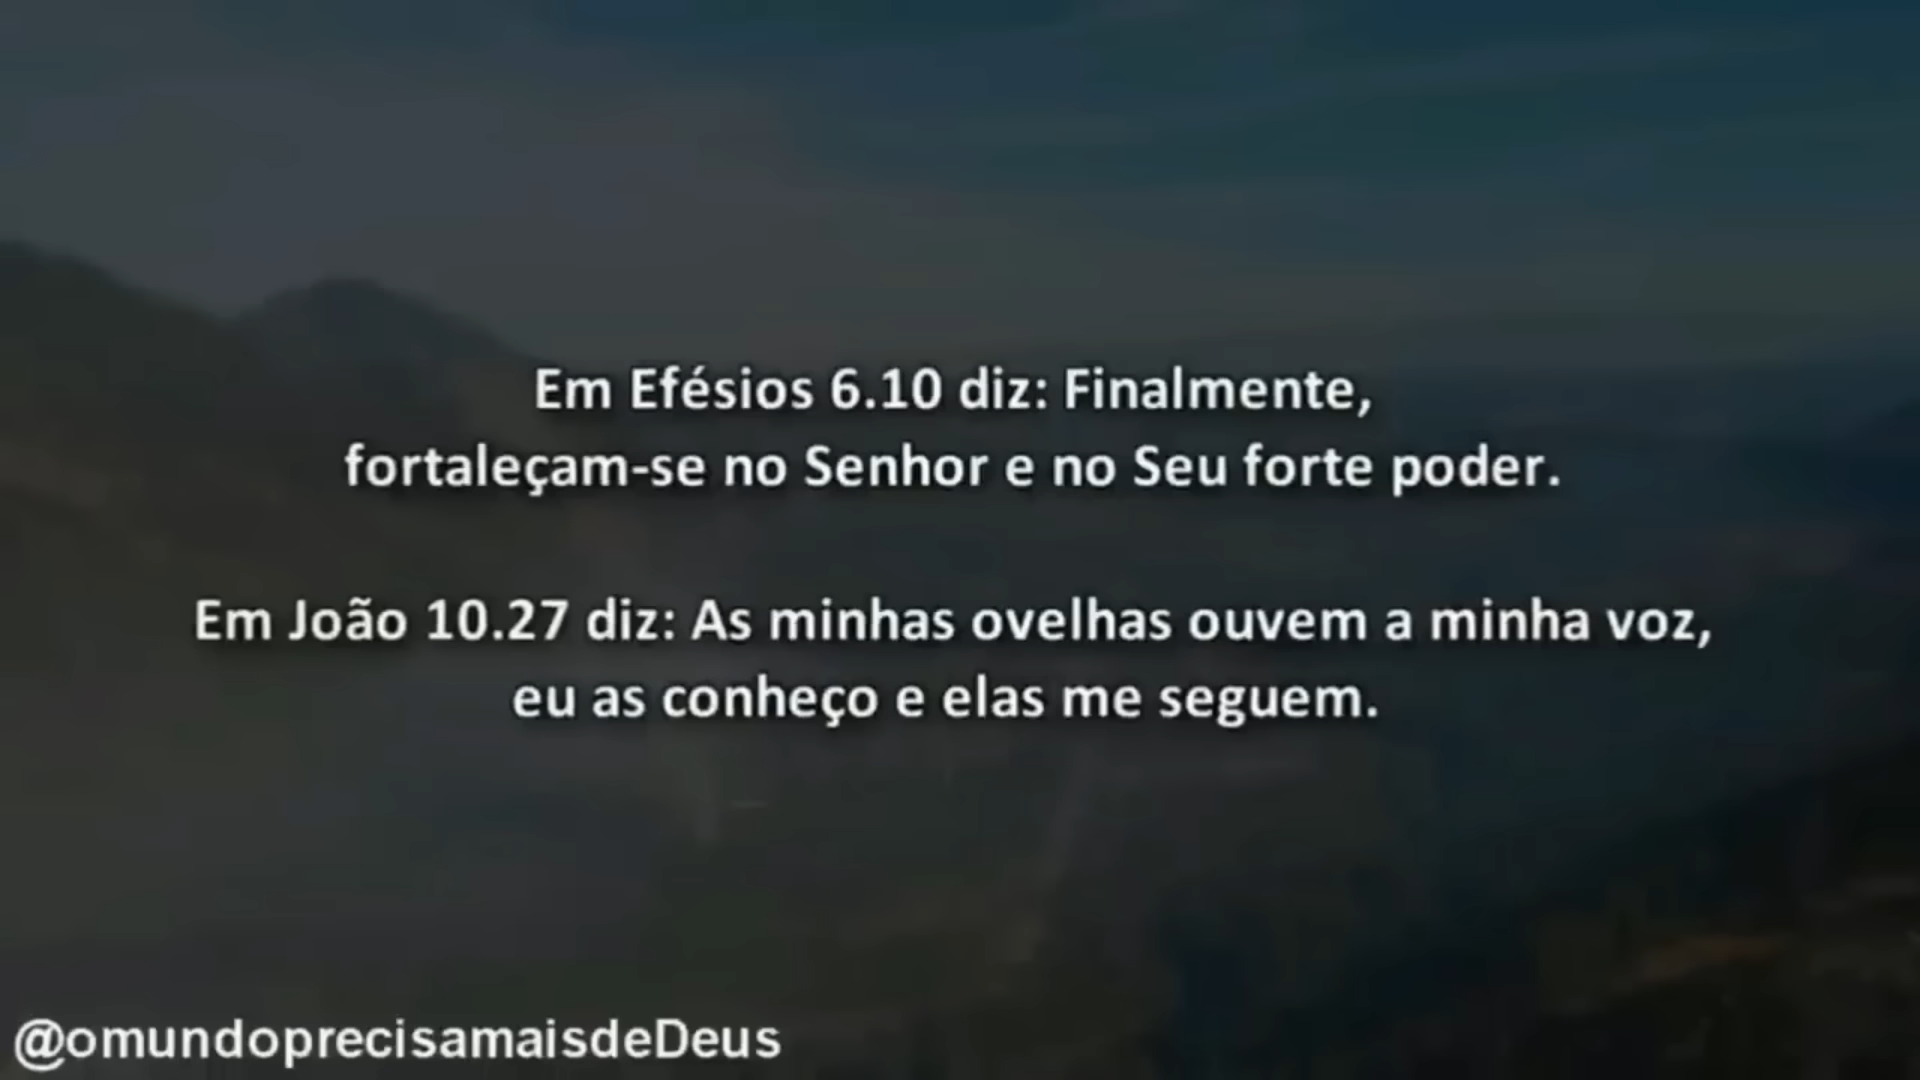 Em Efésios 6.10 diz: Finalmente,
fortaleçam-se no Senhor e no Seu forte poder.
Em João 10.27 diz: As minhas ovelhas ouvem a minha voz,
eu as conheço e elas me seguem.
@omundoprecisamaisdeDeus